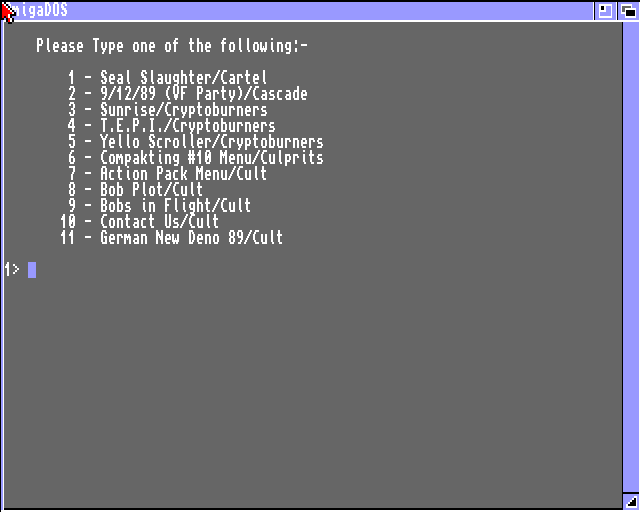 migaDOS
Please Type one of the following:-
1 - Seal Slaughter/Cartel
2 - 9/12/89 (VF Party)/Cascade
3 - Sunrise/Cryptoburners
4 - T.E.P.I./Cryptoburners
5 - Yello Scroller/Cryptoburners
6 - Compakting #10 Menu/Culprits
7 - Action Pack Menu/Cult
8 - Bob Plot/Cult
9 - Bobs in Flight/Cult
10 - Contact Us/Cult
11 - German New Deno 89/Cult
1>